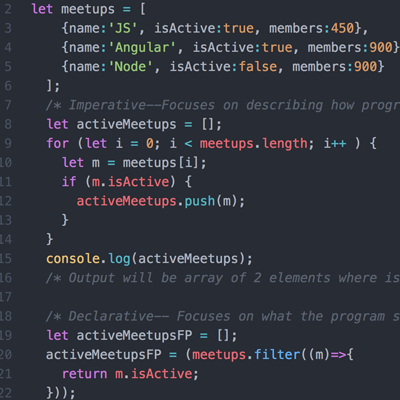 2 let meetups = [
3 {name:'JS', isActive:true, members:450},
4 {name:'Angular', isActive:true, members:900}
5 {name:'Node', isActive:false, members:900}
6 ];
7 /* Imperative––Focuses on describing how
8 let activeMeetups = [];
9 for (let i = 0; i < meetups.length; i++ ) {
10 let m = meetups[i];
11 if (m.isActive) {
12 activeMeetups.push(m);
13 }
14 }
15 console.log(activeMeetups);
16 /* Output will be array of 2 elements where
17
18 /* Declarative–– Focuses on what the program
19 let activeMeetupsFP = [];
20 activeMeetupsFP = (meetups.filter((m)=>{
21 return m.isActive;
22 }));